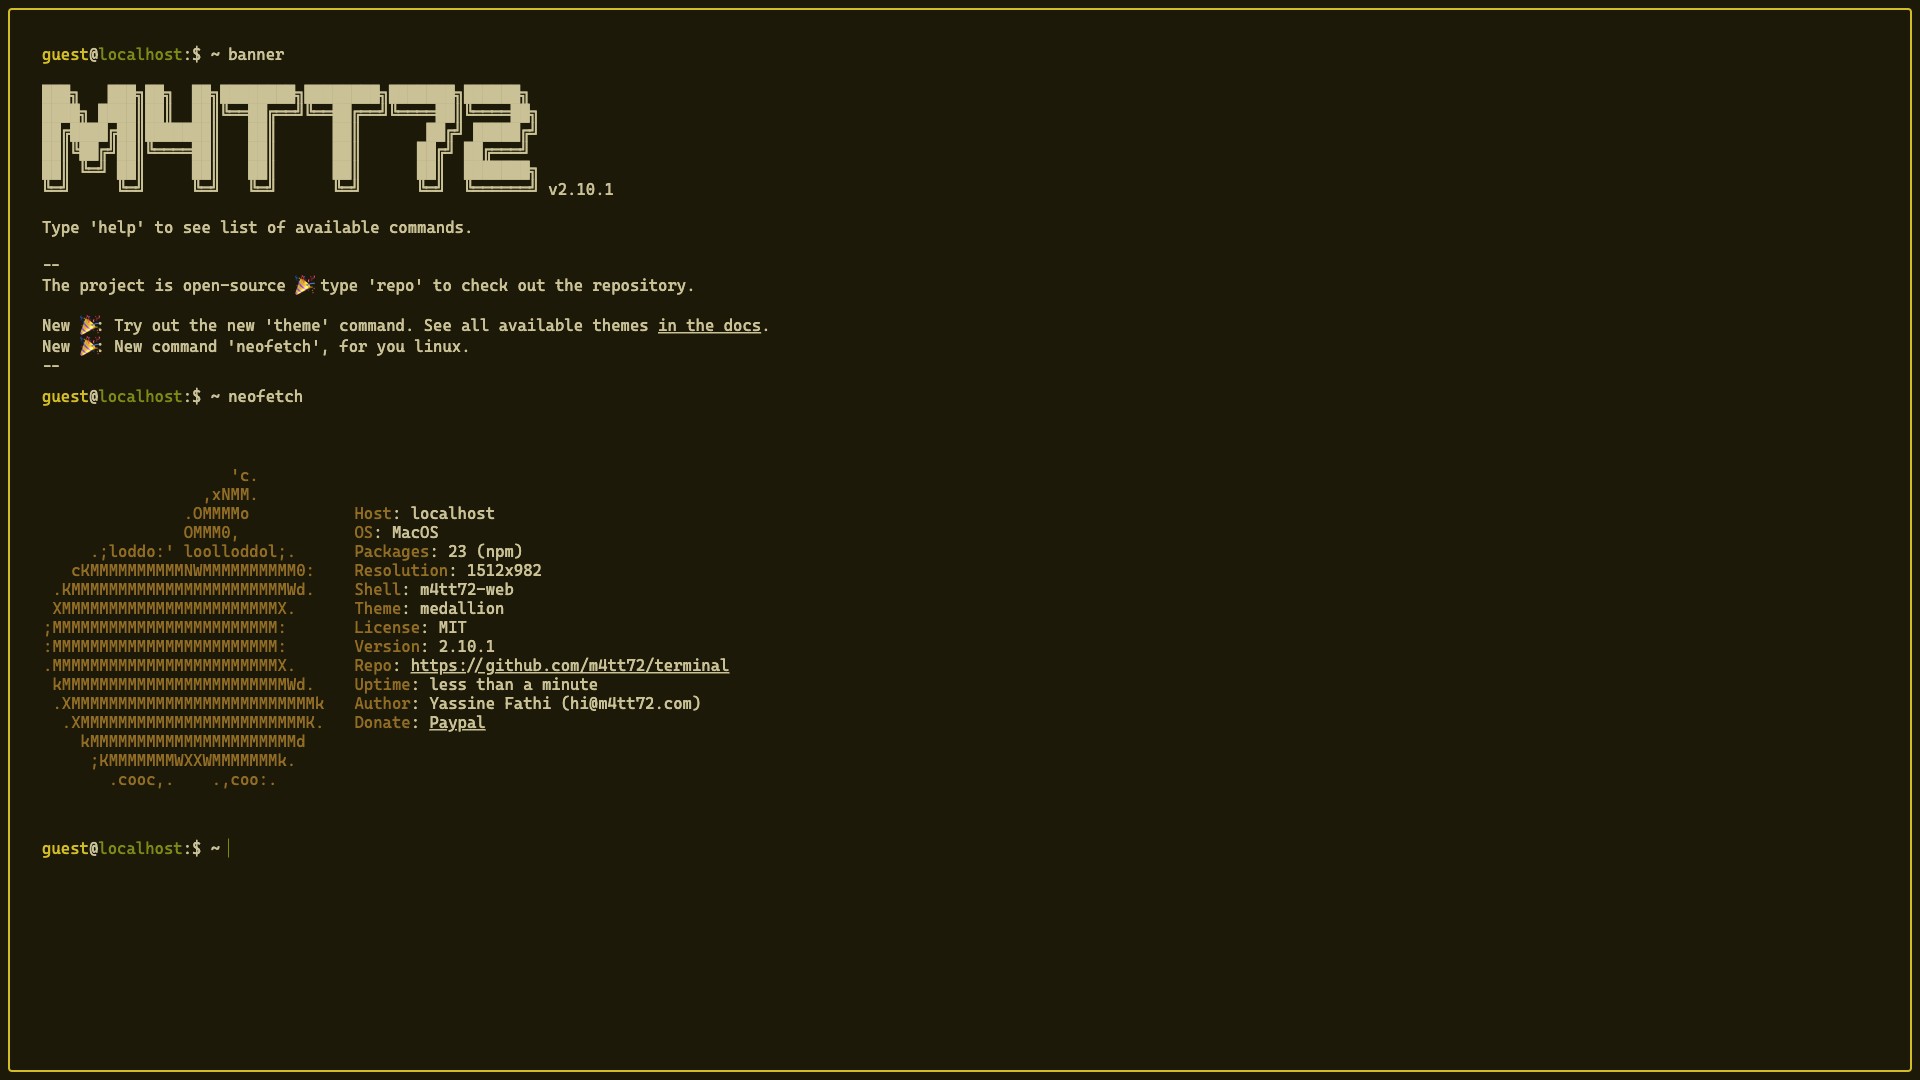 guest@localhost:$ ~ banner
M4TT72 v2.10.1
Type 'help' to see list of available commands.
--
The project is open-source 🎉 type 'repo' to check out the repository.
New 🎉: Try out the new 'theme' command. See all available themes in the docs.
New 🎉: New command 'neofetch', for you linux.
--
guest@localhost:$ ~ neofetch
                    'c.
                 ,xNMM.
               .OMMMMo           Host: localhost
               OMMM0,            OS: MacOS
     .;loddo:' loolloddol;.      Packages: 23 (npm)
   cKMMMMMMMMMMNWMMMMMMMMMM0:    Resolution: 1512x982
 .KMMMMMMMMMMMMMMMMMMMMMMMWd.    Shell: m4tt72-web
 XMMMMMMMMMMMMMMMMMMMMMMMX.      Theme: medallion
;MMMMMMMMMMMMMMMMMMMMMMMM:       License: MIT
:MMMMMMMMMMMMMMMMMMMMMMMM:       Version: 2.10.1
.MMMMMMMMMMMMMMMMMMMMMMMMX.      Repo: https://github.com/m4tt72/terminal
 kMMMMMMMMMMMMMMMMMMMMMMMMWd.    Uptime: less than a minute
 .XMMMMMMMMMMMMMMMMMMMMMMMMMMk   Author: Yassine Fathi (hi@m4tt72.com)
  .XMMMMMMMMMMMMMMMMMMMMMMMMK.   Donate: Paypal
    kMMMMMMMMMMMMMMMMMMMMMMd
     ;KMMMMMMMWXXWMMMMMMMk.
       .cooc,.    .,coo:.
guest@localhost:$ ~